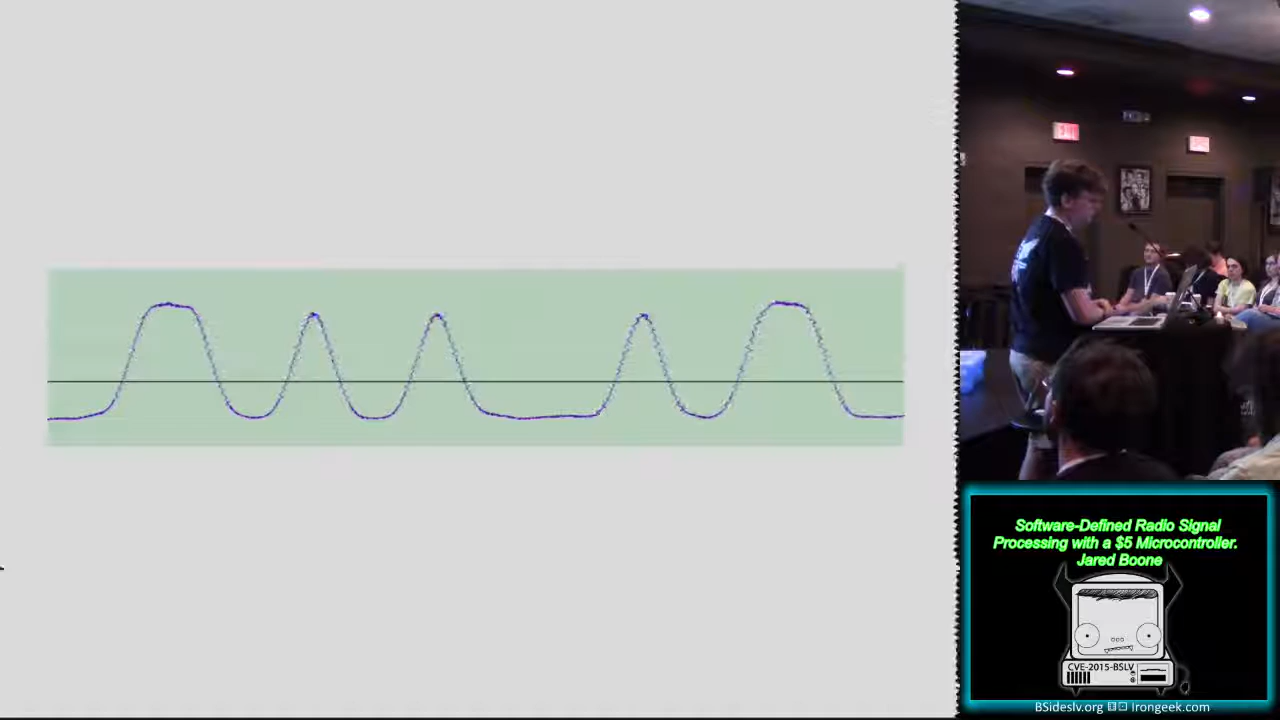 Software-Defined Radio Signal
Processing with a $5 Microcontroller.
Jared Boone
CVE-2015-BSLV
BSideslv.org
Irongeek.com